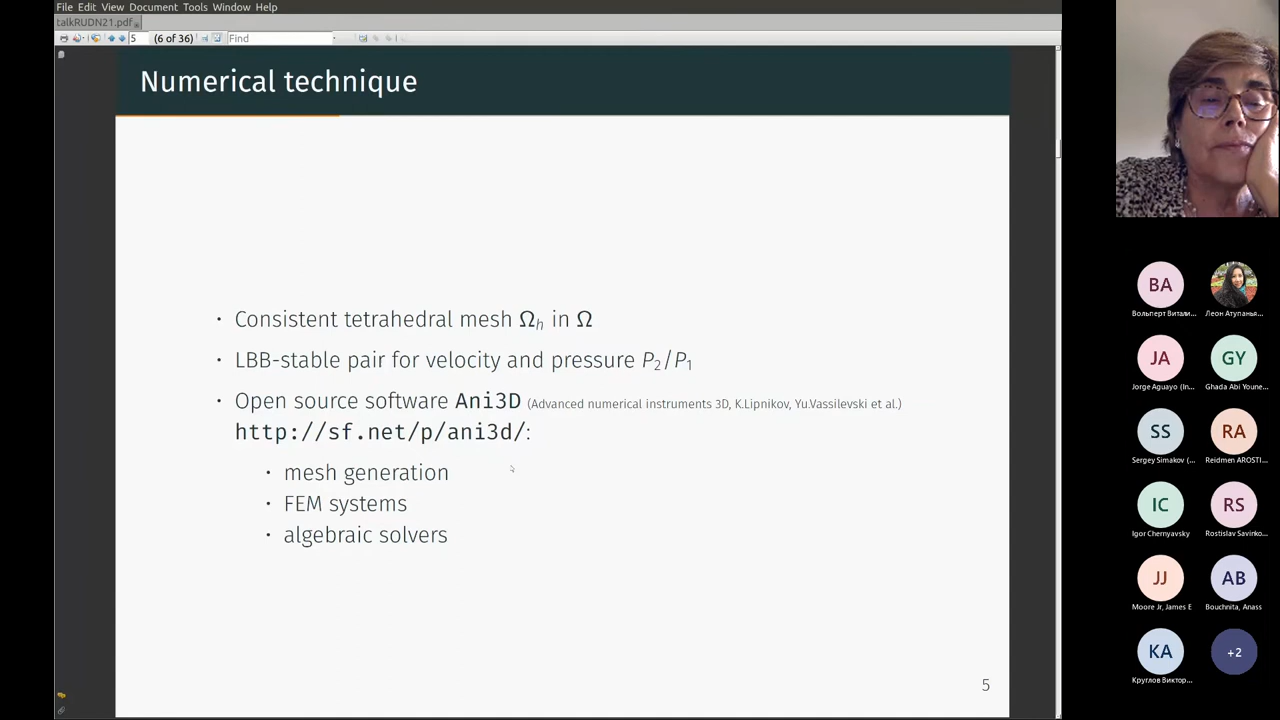 File Edit View Document Tools Window Help
talkRUDN21.pdf
5 (6 of 36) Find
Numerical technique
· Consistent tetrahedral mesh Ωh in Ω
· LBB-stable pair for velocity and pressure P2/P1
· Open source software Ani3D (Advanced numerical instruments 3D, K.Lipnikov, Yu.Vassilevski et al.)
http://sf.net/p/ani3d/:
· mesh generation
· FEM systems
· algebraic solvers
5
BA
Вольперт Витали...
Леон Атупанья...
JA
GY
Jorge Aguayo (In...
Ghada Abi Youne...
SS
RA
Sergey Simakov (...
Reidmen AROSTI...
IC
RS
Igor Chernyavsky
Rostislav Savinko...
JJ
AB
Moore Jr, James E
Bouchnita, Anass
KA
+2
Круглов Виктор...